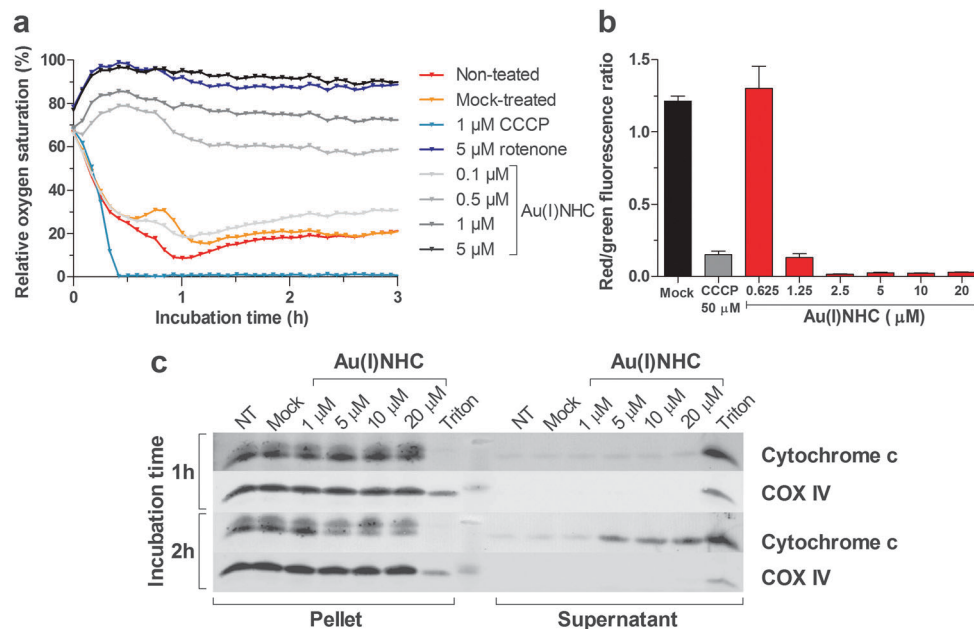 a
Relative oxygen saturation (%)
100
80
60
40
20
0
0
1
2
3
Incubation time (h)
Non-teated
Mock-treated
1 µM CCCP
5 µM rotenone
0.1 µM
0.5 µM
1 µM
5 µM
Au(I)NHC
b
Red/green fluorescence ratio
1.5
1.0
0.5
0.0
Mock
CCCP
50 µM
0.625
1.25
2.5
5
10
20
Au(I)NHC ( µM)
c
Au(I)NHC
Au(I)NHC
NT
Mock
1 µM
5 µM
10 µM
20 µM
Triton
NT
Mock
1 µM
5 µM
10 µM
20 µM
Triton
Incubation time
1h
2h
Cytochrome c
COX IV
Cytochrome c
COX IV
Pellet
Supernatant